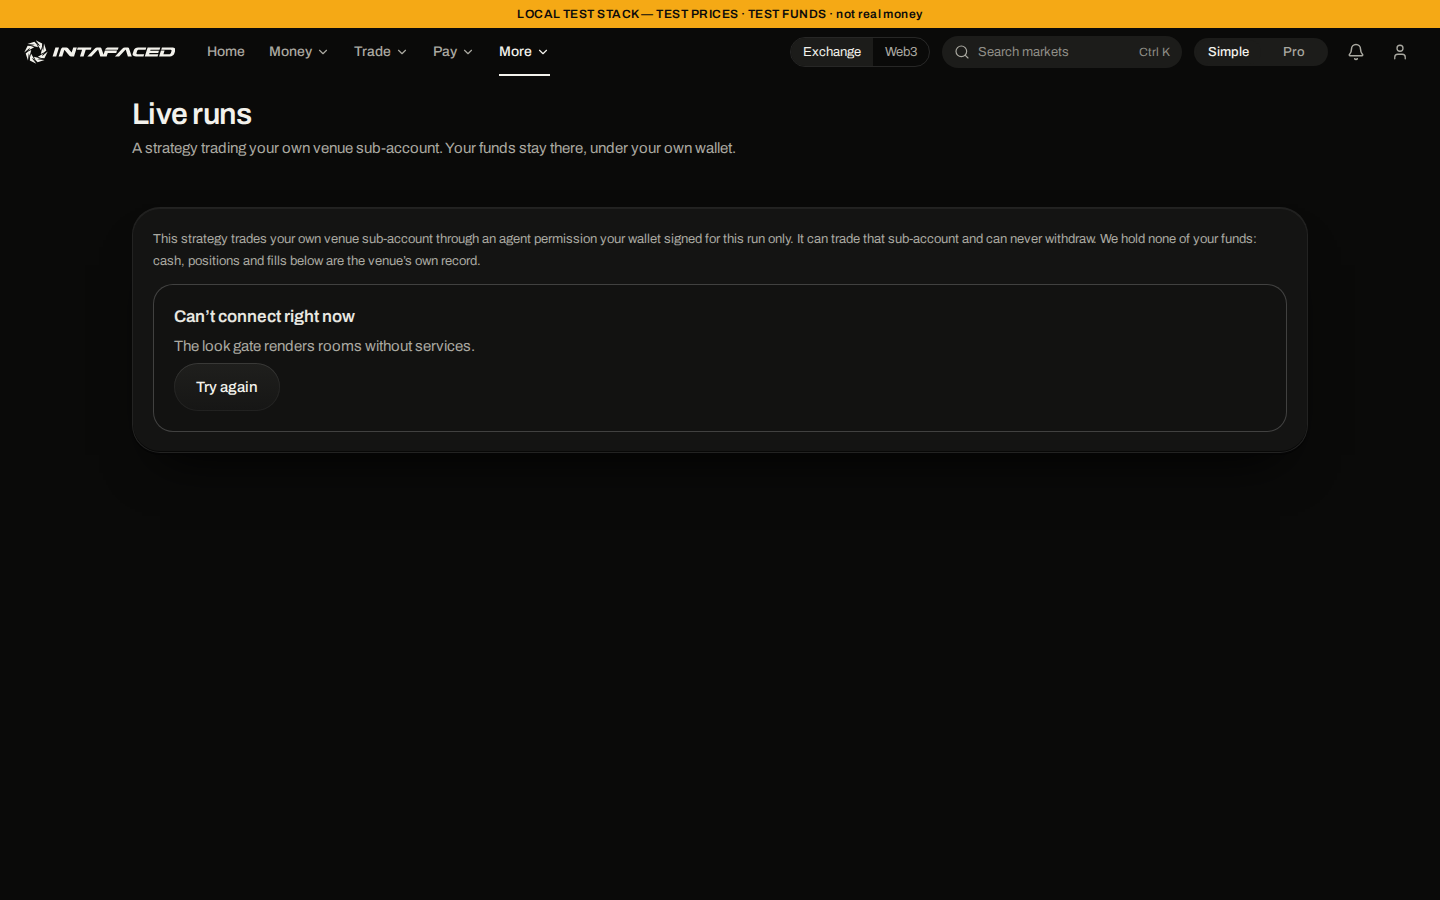 LOCAL TEST STACK — TEST PRICES · TEST FUNDS · not real money
INTAFACED Home Money Trade Pay More Exchange Web3 Search markets Ctrl K Simple Pro
Live runs
A strategy trading your own venue sub-account. Your funds stay there, under your own wallet.
This strategy trades your own venue sub-account through an agent permission your wallet signed for this run only. It can trade that sub-account and can never withdraw. We hold none of your funds:
cash, positions and fills below are the venue’s own record.
Can’t connect right now
The look gate renders rooms without services.
Try again